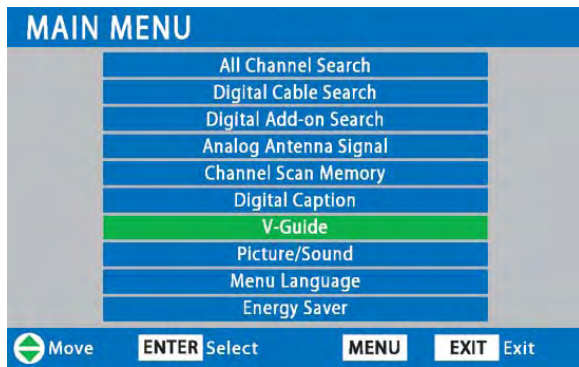 MAIN MENU
All Channel Search
Digital Cable Search
Digital Add-on Search
Analog Antenna Signal
Channel Scan Memory
Digital Caption
V-Guide
Picture/Sound
Menu Language
Energy Saver
Move ENTER Select MENU EXIT Exit